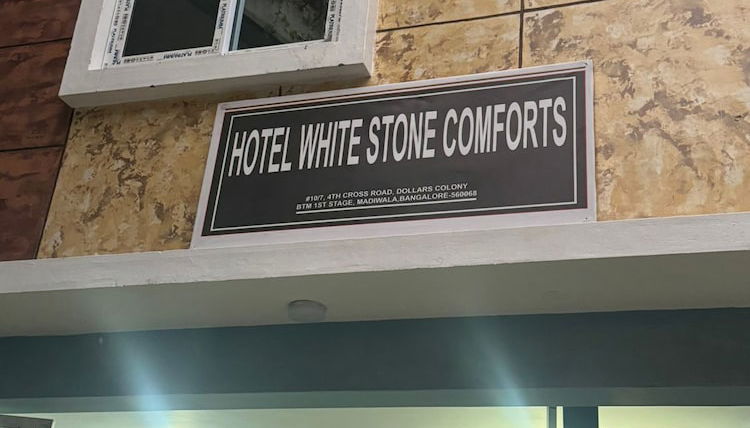 HOTEL WHITE STONE COMFORTS
#10/7, 4TH CROSS ROAD, DOLLARS COLONY
BTM 1ST STAGE, MADIWALA,BANGALORE-560068